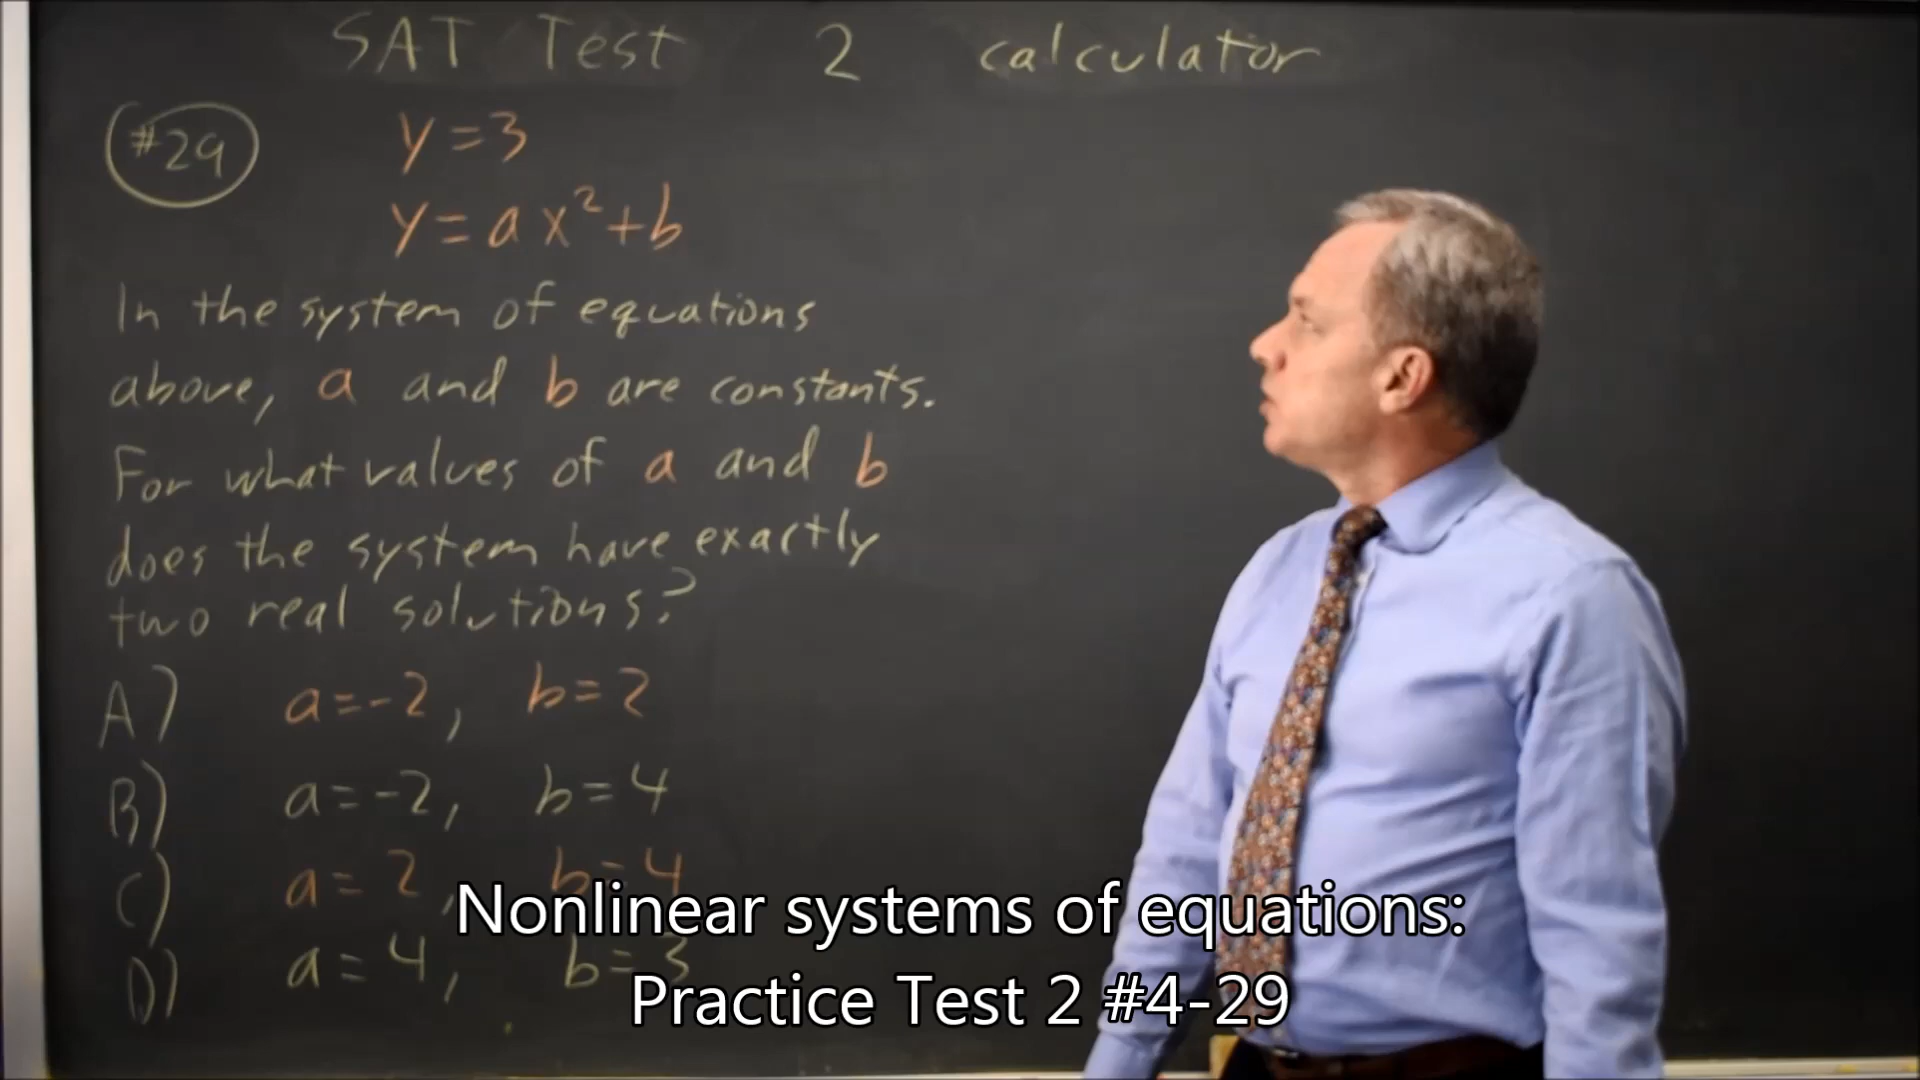 SAT Test 2 calculator
#29
y=3
y=ax²+b
In the system of equations
above, a and b are constants.
For what values of a and b
does the system have exactly
two real solutions?
A) a=-2, b=2
B) a=-2, b=4
C) a=2, b=4
D) a=4, b=3
Nonlinear systems of equations:
Practice Test 2 #4-29